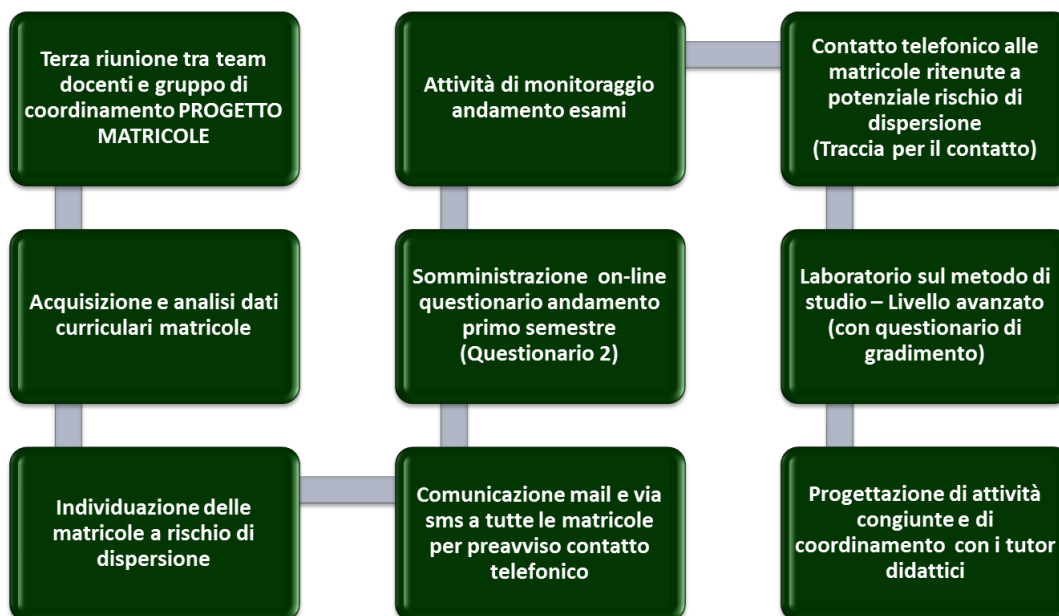 Terza riunione tra team
docenti e gruppo di
coordinamento PROGETTO
MATRICOLE
Acquisizione e analisi dati
curriculari matricole
Individuazione delle
matricole a rischio di
dispersione
Comunicazione mail e via
sms a tutte le matricole
per preavviso contatto
telefonico
Somministrazione on-line
questionario andamento
primo semestre
(Questionario 2)
Attività di monitoraggio
andamento esami
Contatto telefonico alle
matricole ritenute a
potenziale rischio di
dispersione
(Traccia per il contatto)
Laboratorio sul metodo di
studio – Livello avanzato
(con questionario di
gradimento)
Progettazione di attività
congiunte e di
coordinamento con i tutor
didattici